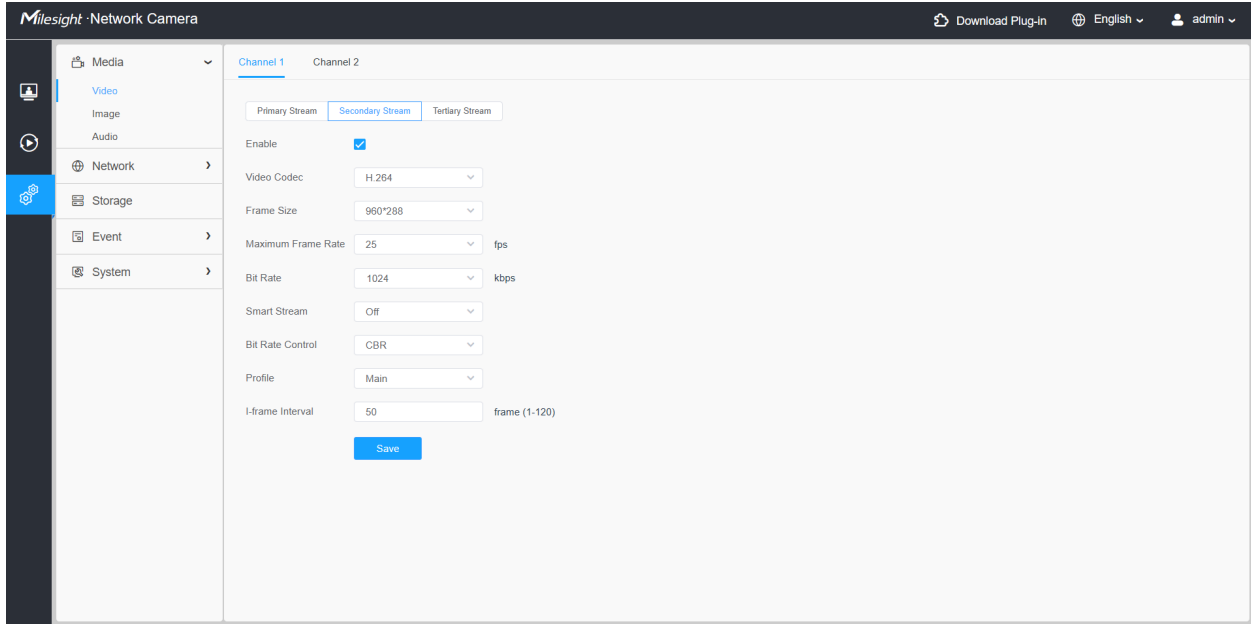 Milesight ·Network Camera
Download Plug-in
English
admin
Media
Video
Image
Audio
Network
Storage
Event
System
Channel 1 Channel 2
Primary Stream Secondary Stream Tertiary Stream
Enable
Video Codec H.264
Frame Size 960*288
Maximum Frame Rate 25 fps
Bit Rate 1024 kbps
Smart Stream Off
Bit Rate Control CBR
Profile Main
I-frame Interval 50 frame (1-120)
Save